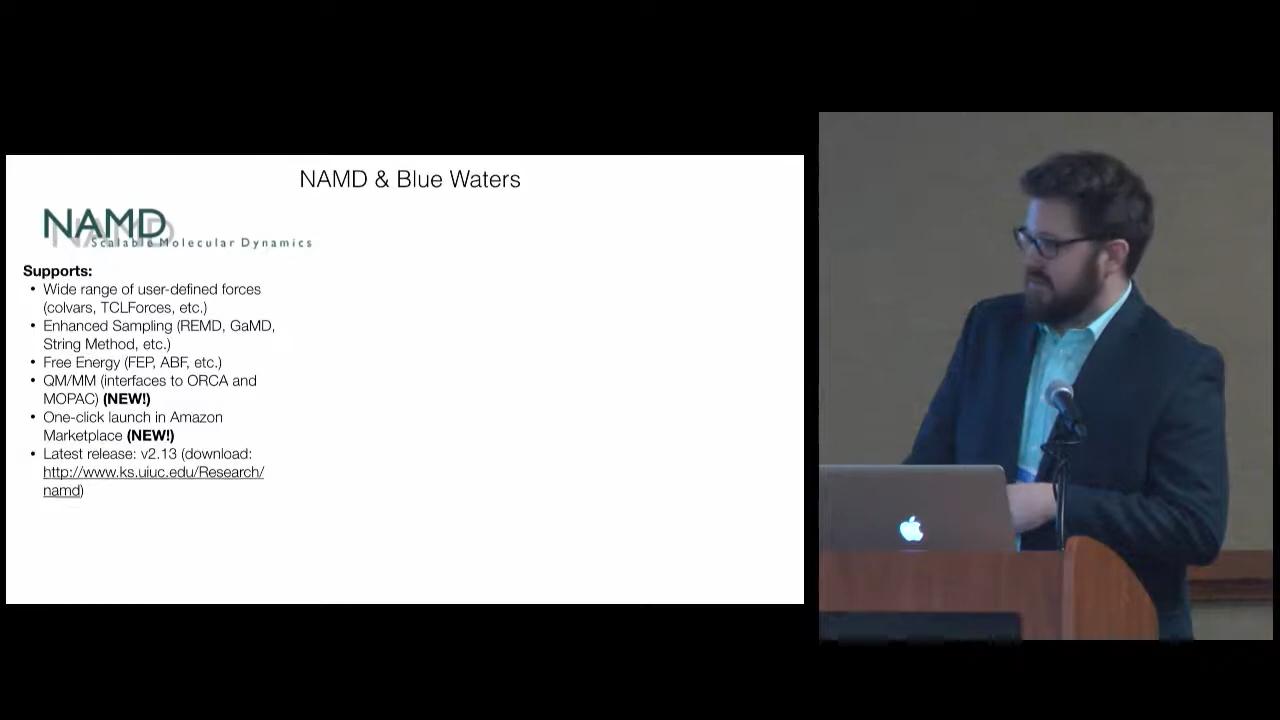 NAMD & Blue Waters
NAMD
Scalable Molecular Dynamics
Supports:
• Wide range of user-defined forces
(colvars, TCLForces, etc.)
• Enhanced Sampling (REMD, GaMD,
String Method, etc.)
• Free Energy (FEP, ABF, etc.)
• QM/MM (interfaces to ORCA and
MOPAC) (NEW!)
• One-click launch in Amazon
Marketplace (NEW!)
• Latest release: v2.13 (download:
http://www.ks.uiuc.edu/Research/
namd)